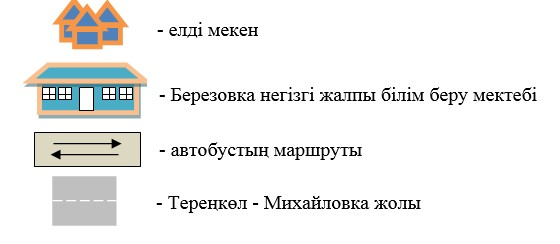 - елді мекен
- Березовка негізгі жалпы білім беру мектебі
- автобустың маршруты
- Тереңкөл - Михайловка жолы